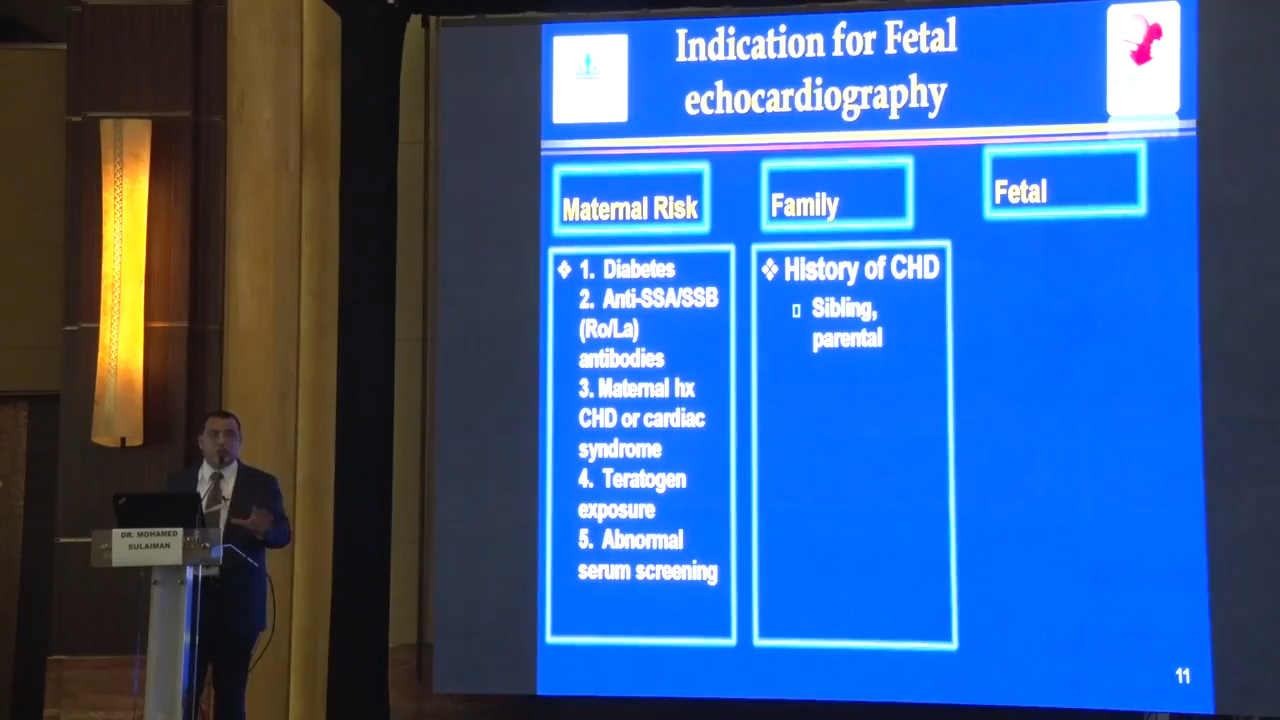 Indication for Fetal
echocardiography
Maternal Risk
Family
Fetal
❖ 1. Diabetes
2. Anti-SSA/SSB
(Ro/La)
antibodies
3. Maternal hx
CHD or cardiac
syndrome
4. Teratogen
exposure
5. Abnormal
serum screening
❖ History of CHD
▯ Sibling,
parental
11
DR. MOHAMED
SULAIMAN